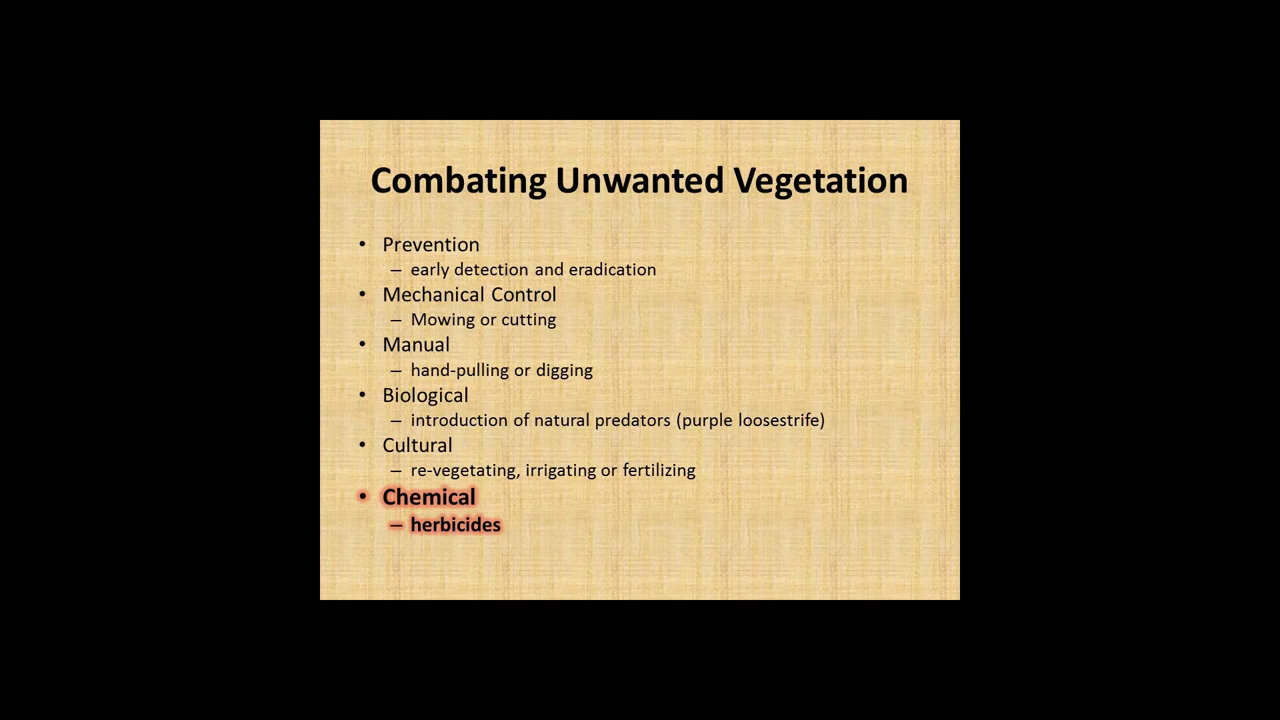 Combating Unwanted Vegetation
• Prevention
– early detection and eradication
• Mechanical Control
– Mowing or cutting
• Manual
– hand-pulling or digging
• Biological
– introduction of natural predators (purple loosestrife)
• Cultural
– re-vegetating, irrigating or fertilizing
• Chemical
– herbicides